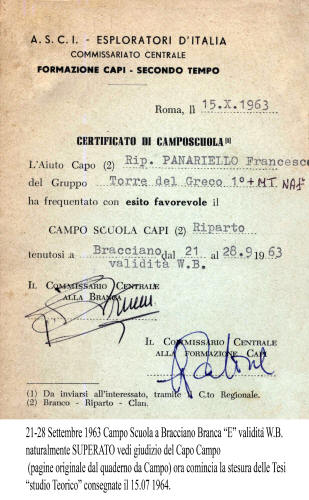 A. S. C. I. - ESPLORATORI D'ITALIA
COMMISSARIATO CENTRALE
FORMAZIONE CAPI - SECONDO TEMPO
Roma, lì 15.X.1963
CERTIFICATO DI CAMPOSCUOLA(1)
L'Aiuto Capo (2) Rip. PANARIELLO Francesco
del Gruppo Torre del Greco 1°+MT NA1°
ha frequentato con esito favorevole il
CAMPO SCUOLA CAPI (2) Riparto
tenutosi a Bracciano dal 21 al 28.9.1963
validità W.B.
IL COMMISSARIO CENTRALE
ALLA BRANCA
IL COMMISSARIO CENTRALE
ALLA FORMAZIONE CAPI
(1) Da inviarsi all'interessato, tramite C.to Regionale.
(2) Branco - Riparto - Clan.
21-28 Settembre 1963 Campo Scuola a Bracciano Branca “E” validità W.B.
naturalmente SUPERATO vedi giudizio del Capo Campo
(pagine originale dal quaderno da Campo) ora comincia la stesura delle Tesi
“studio Teorico” consegnate il 15.07 1964.